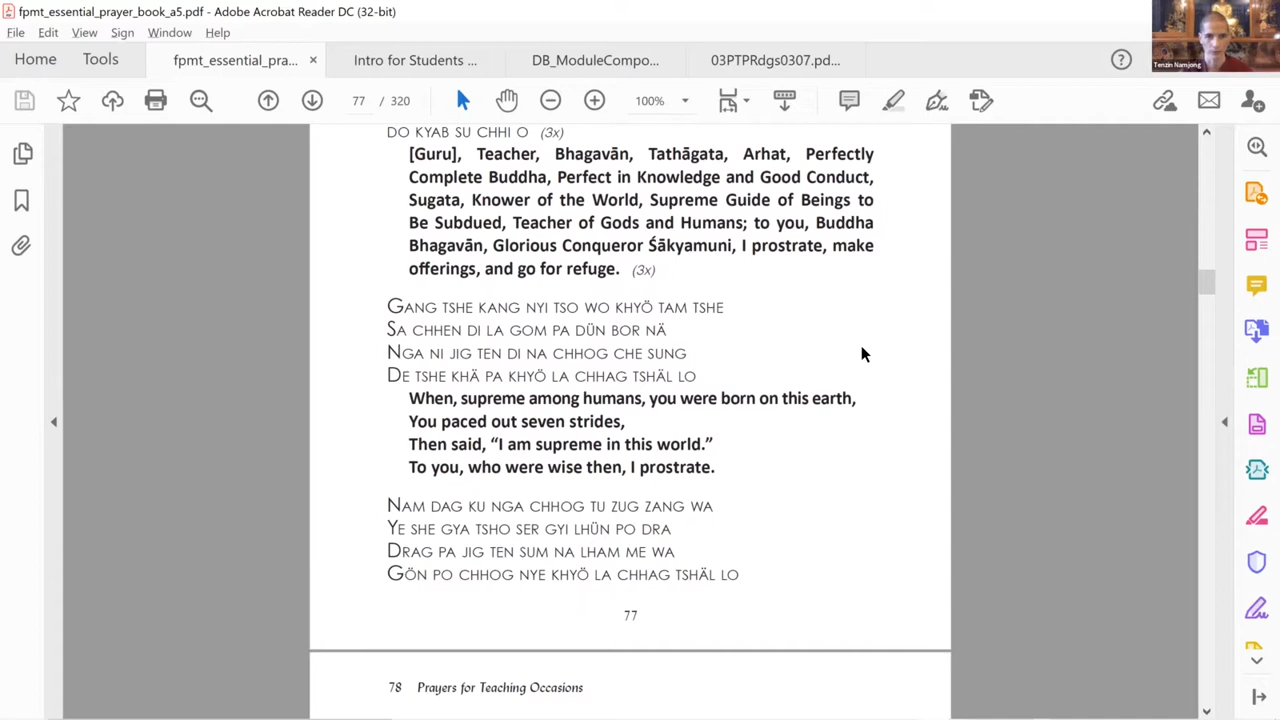 fpmt_essential_prayer_book_a5.pdf - Adobe Acrobat Reader DC (32-bit)
File Edit View Sign Window Help
Home Tools fpmt_essential_pra... × Intro for Students ... DB_ModuleCompo... 03PTPRdgs0307.pd...
Tenzin Namjong
77 / 320 100%
DO KYAB SU CHHI O (3x)
[Guru], Teacher, Bhagavān, Tathāgata, Arhat, Perfectly
Complete Buddha, Perfect in Knowledge and Good Conduct,
Sugata, Knower of the World, Supreme Guide of Beings to
Be Subdued, Teacher of Gods and Humans; to you, Buddha
Bhagavān, Glorious Conqueror Śākyamuni, I prostrate, make
offerings, and go for refuge. (3x)
GANG TSHE KANG NYI TSO WO KHYÖ TAM TSHE
SA CHHEN DI LA GOM PA DÜN BOR NÄ
NGA NI JIG TEN DI NA CHHOG CHE SUNG
DE TSHE KHÄ PA KHYÖ LA CHHAG TSHÄL LO
When, supreme among humans, you were born on this earth,
You paced out seven strides,
Then said, “I am supreme in this world.”
To you, who were wise then, I prostrate.
NAM DAG KU NGA CHHOG TU ZUG ZANG WA
YE SHE GYA TSHO SER GYI LHÜN PO DRA
DRAG PA JIG TEN SUM NA LHAM ME WA
GÖN PO CHHOG NYE KHYÖ LA CHHAG TSHÄL LO
77
78 Prayers for Teaching Occasions